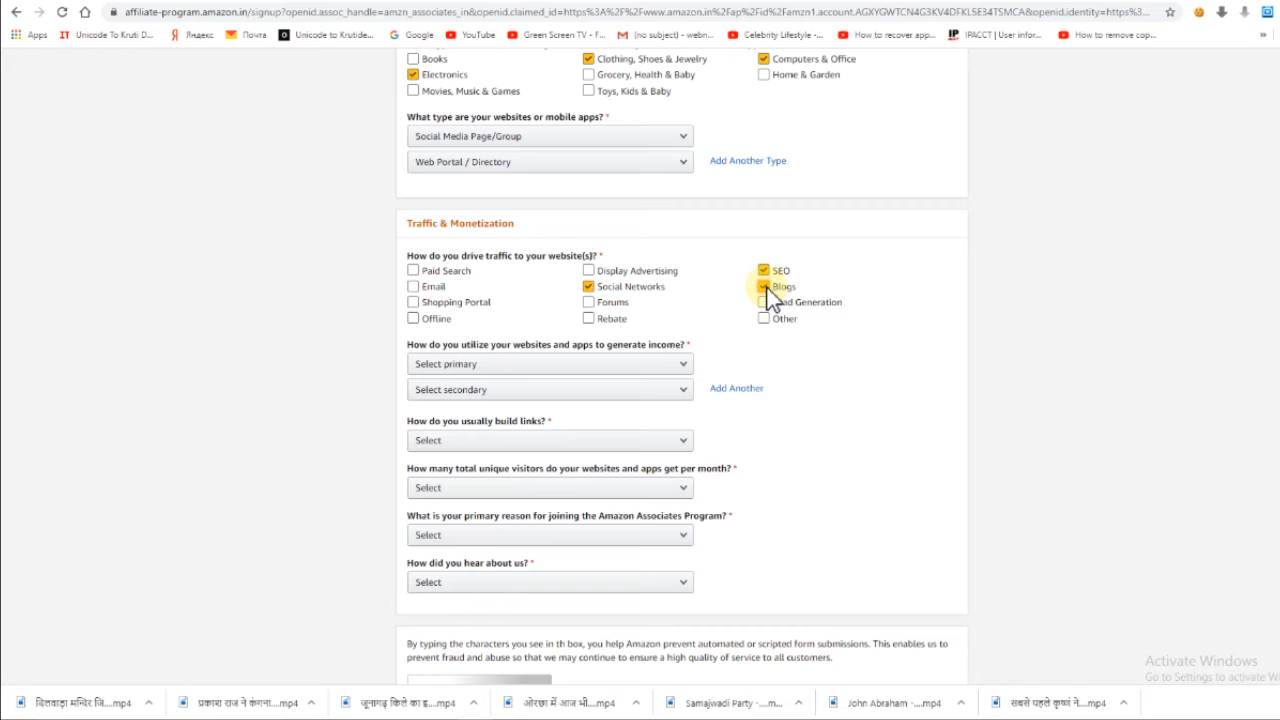 affiliate-program.amazon.in/signup?openid.assoc_handle=amzn_associates_in&openid.claimed_id=https%3A%2F%2Fwww.amazon.in%2Fap%2Fid%2Famzn1.account.AGXYGWTCN4G3KV4DFKL5E34TSMCA&openid.identity=https%3...
Apps Unicode To Kruti D... Яндекс Почта Unicode to Krutide... Google YouTube Green Screen TV - F... (no subject) - webn... Celebrity Lifestyle -... How to recover app... IP IPACCT | User infor... How to remove cop... »
Books Clothing, Shoes & Jewelry Computers & Office
Electronics Grocery, Health & Baby Home & Garden
Movies, Music & Games Toys, Kids & Baby
What type are your websites or mobile apps? *
Social Media Page/Group
Web Portal / Directory Add Another Type
Traffic & Monetization
How do you drive traffic to your website(s)? *
Paid Search Display Advertising SEO
Email Social Networks Blogs
Shopping Portal Forums Generation
Offline Rebate Other
How do you utilize your websites and apps to generate income? *
Select primary
Select secondary Add Another
How do you usually build links? *
Select
How many total unique visitors do your websites and apps get per month? *
Select
What is your primary reason for joining the Amazon Associates Program? *
Select
How did you hear about us? *
Select
By typing the characters you see in th box, you help Amazon prevent automated or scripted form submissions. This enables us to
prevent fraud and abuse so that we may continue to ensure a high quality of service to all customers.
Activate Windows
Go to Settings to activate Wi
दिलवाड़ा मन्दिर जि....mp4 प्रकाश राज ने कंगना....mp4 जूनागढ़ किले का इ....mp4 ओरछा में आज भी....mp4 Samajwadi Party -....m... John Abraham -....mp4 सबसे पहले कृष्णं ने....mp4